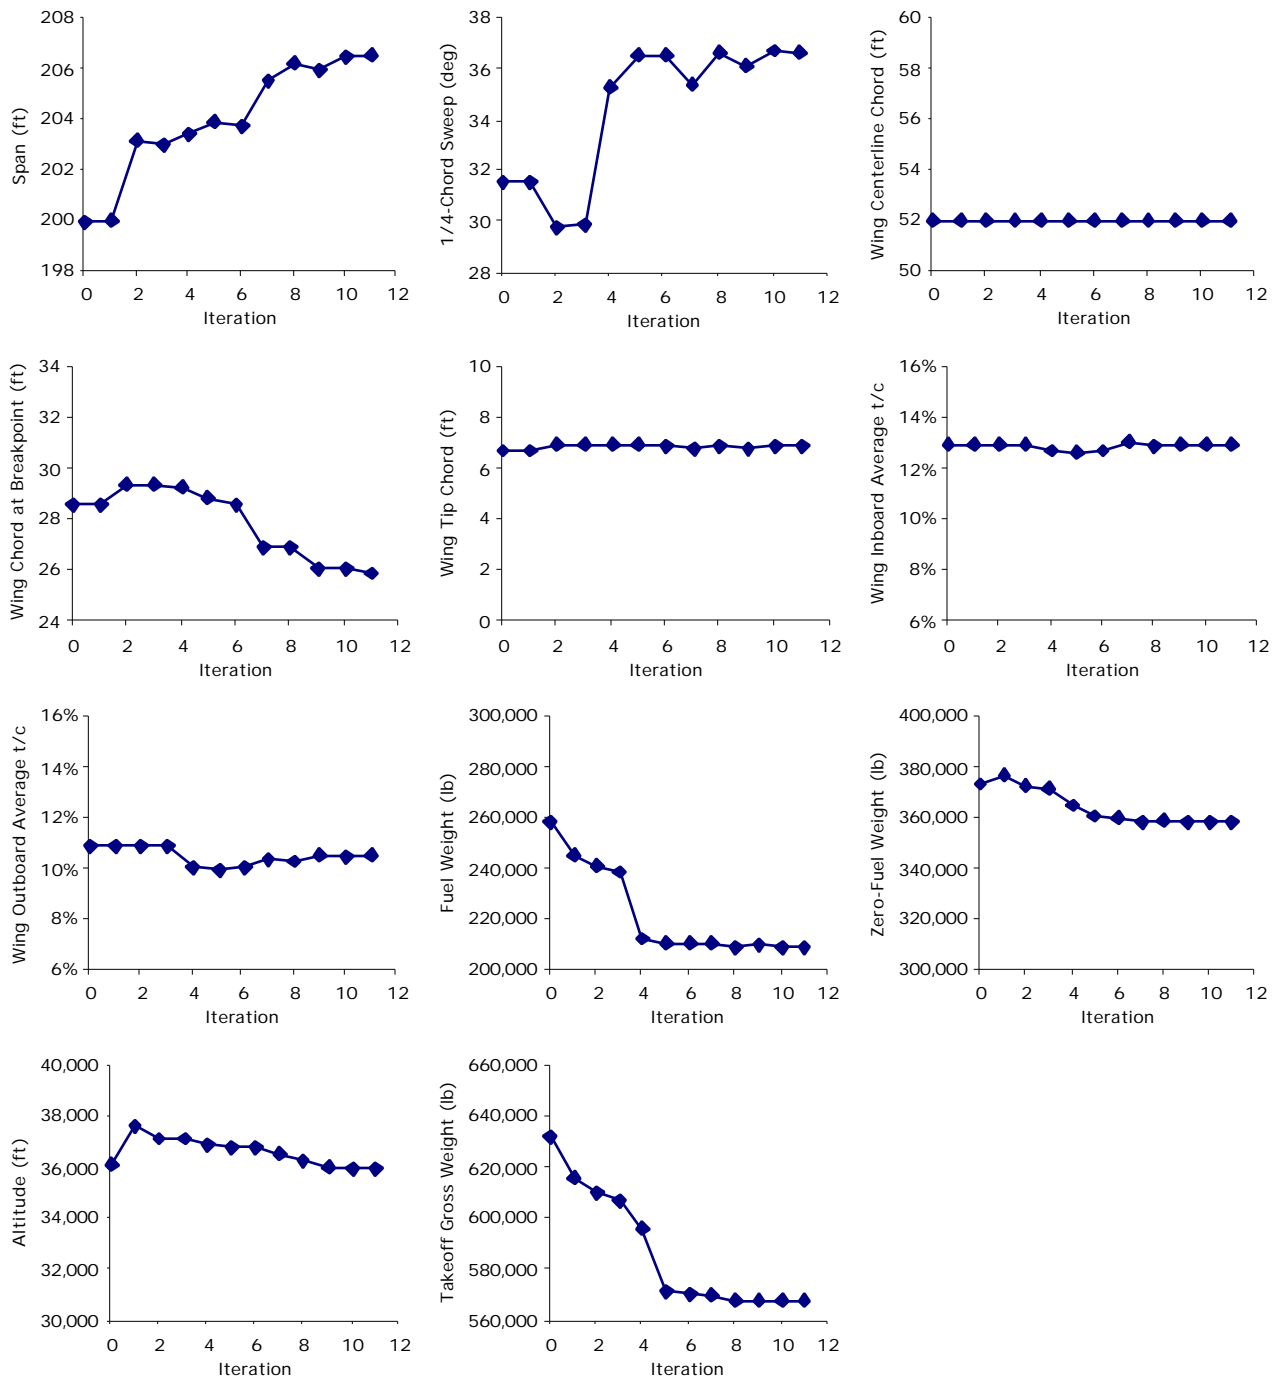 Span (ft)
208
206
204
202
200
198
0 2 4 6 8 10 12
Iteration
1/4-Chord Sweep (deg)
38
36
34
32
30
28
0 2 4 6 8 10 12
Iteration
Wing Centerline Chord (ft)
60
58
56
54
52
50
0 2 4 6 8 10 12
Iteration
Wing Chord at Breakpoint (ft)
34
32
30
28
26
24
0 2 4 6 8 10 12
Iteration
Wing Tip Chord (ft)
10
8
6
4
2
0
0 2 4 6 8 10 12
Iteration
Wing Inboard Average t/c
16%
14%
12%
10%
8%
6%
0 2 4 6 8 10 12
Iteration
Wing Outboard Average t/c
16%
14%
12%
10%
8%
6%
0 2 4 6 8 10 12
Iteration
Fuel Weight (lb)
300,000
280,000
260,000
240,000
220,000
200,000
0 2 4 6 8 10 12
Iteration
Zero-Fuel Weight (lb)
400,000
380,000
360,000
340,000
320,000
300,000
0 2 4 6 8 10 12
Iteration
Altitude (ft)
40,000
38,000
36,000
34,000
32,000
30,000
0 2 4 6 8 10 12
Iteration
Takeoff Gross Weight (lb)
660,000
640,000
620,000
600,000
580,000
560,000
0 2 4 6 8 10 12
Iteration